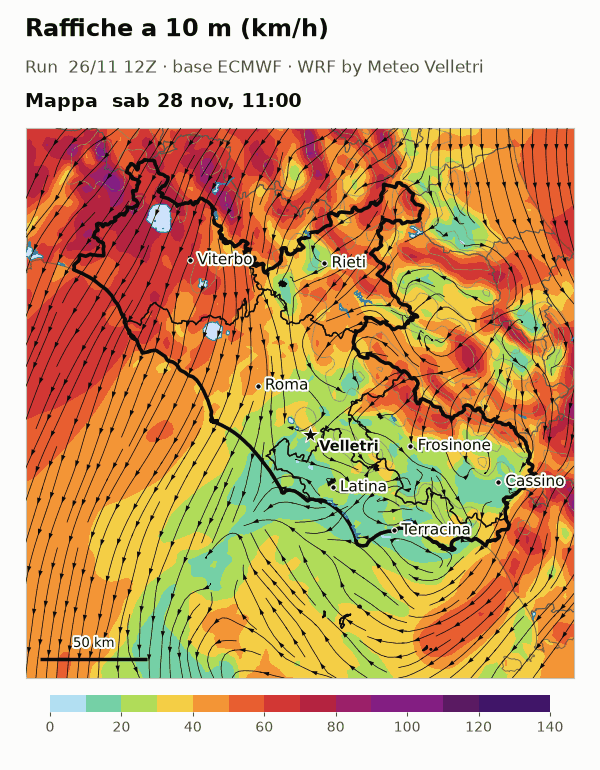 Raffiche a 10 m (km/h)
Run  26/11 12Z · base ECMWF · WRF by Meteo Velletri
Mappa  sab 28 nov, 11:00
Viterbo
Rieti
Roma
Velletri
Frosinone
Cassino
Latina
Terracina
50 km
0 20 40 60 80 100 120 140